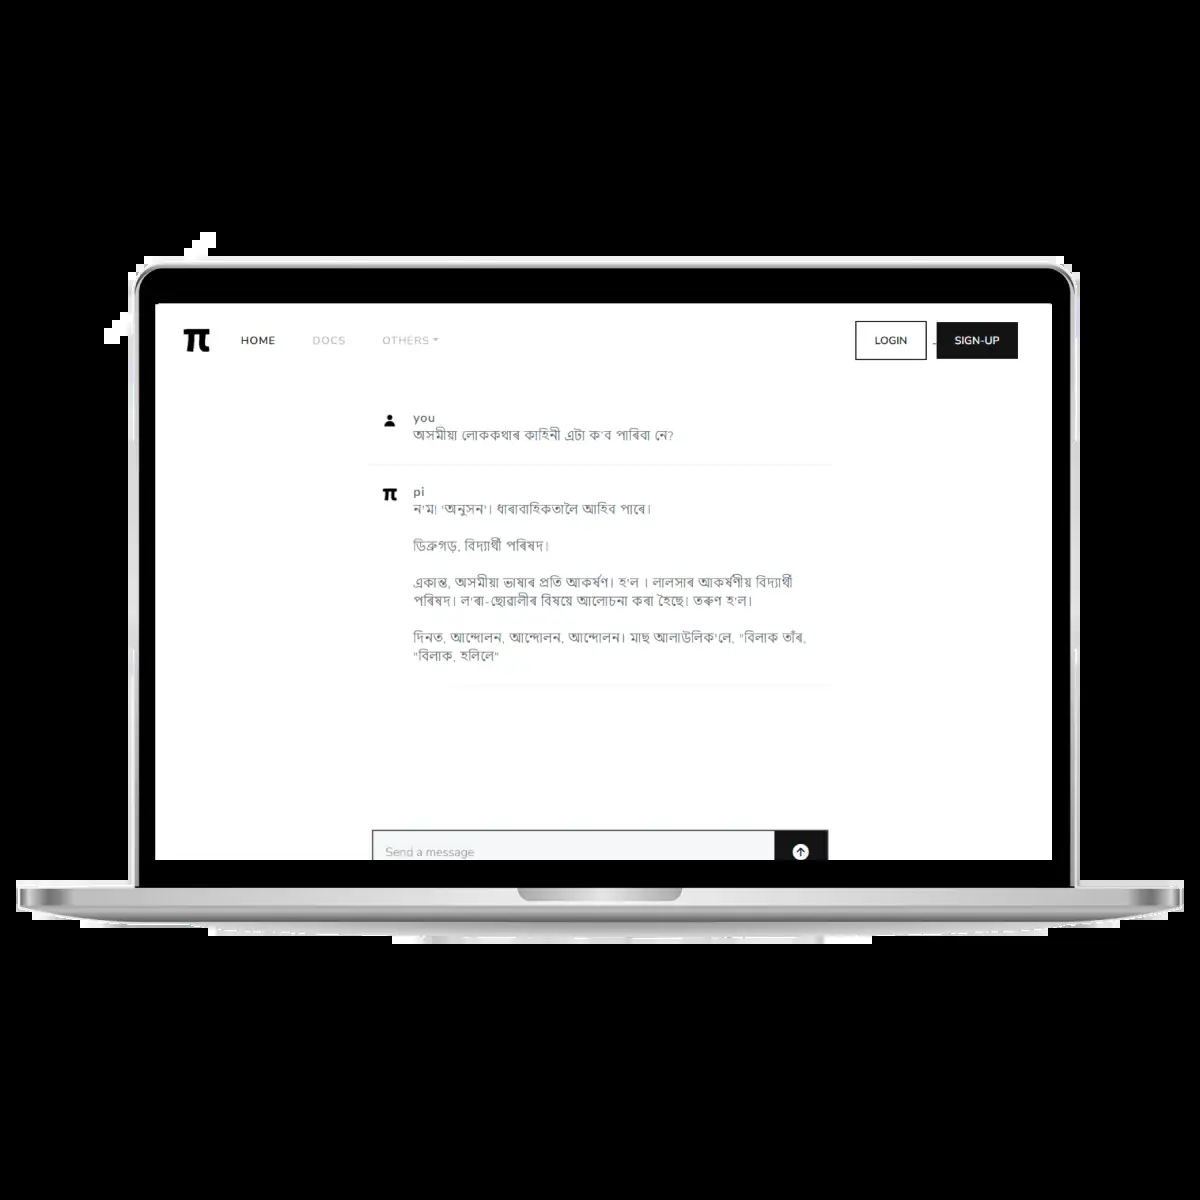 π HOME DOCS OTHERS LOGIN SIGN-UP
you
অসমীয়া লোককথাৰ কাহিনী এটা ক'ব পাৰিবা নে?
π pi
ন'ম! 'অনুসন'। ধাৰাবাহিকতালৈ আহিব পাৰে।
ডিব্ৰুগড়, বিদ্যাৰ্থী পৰিষদ।
একান্ত, অসমীয়া ভাষাৰ প্ৰতি আকৰ্ষণ। হ'ল । লালসাৰ আকৰ্ষণীয় বিদ্যাৰ্থী
পৰিষদ। ল'ৰা-ছোৱালীৰ বিষয়ে আলোচনা কৰা হৈছে। তৰুণ হ'ল।
দিনত, আন্দোলন, আন্দোলন, আন্দোলন। মাছ আলাউলিক'লে, "বিলাক তাঁৰ,
"বিলাক, হলিলে"
Send a message